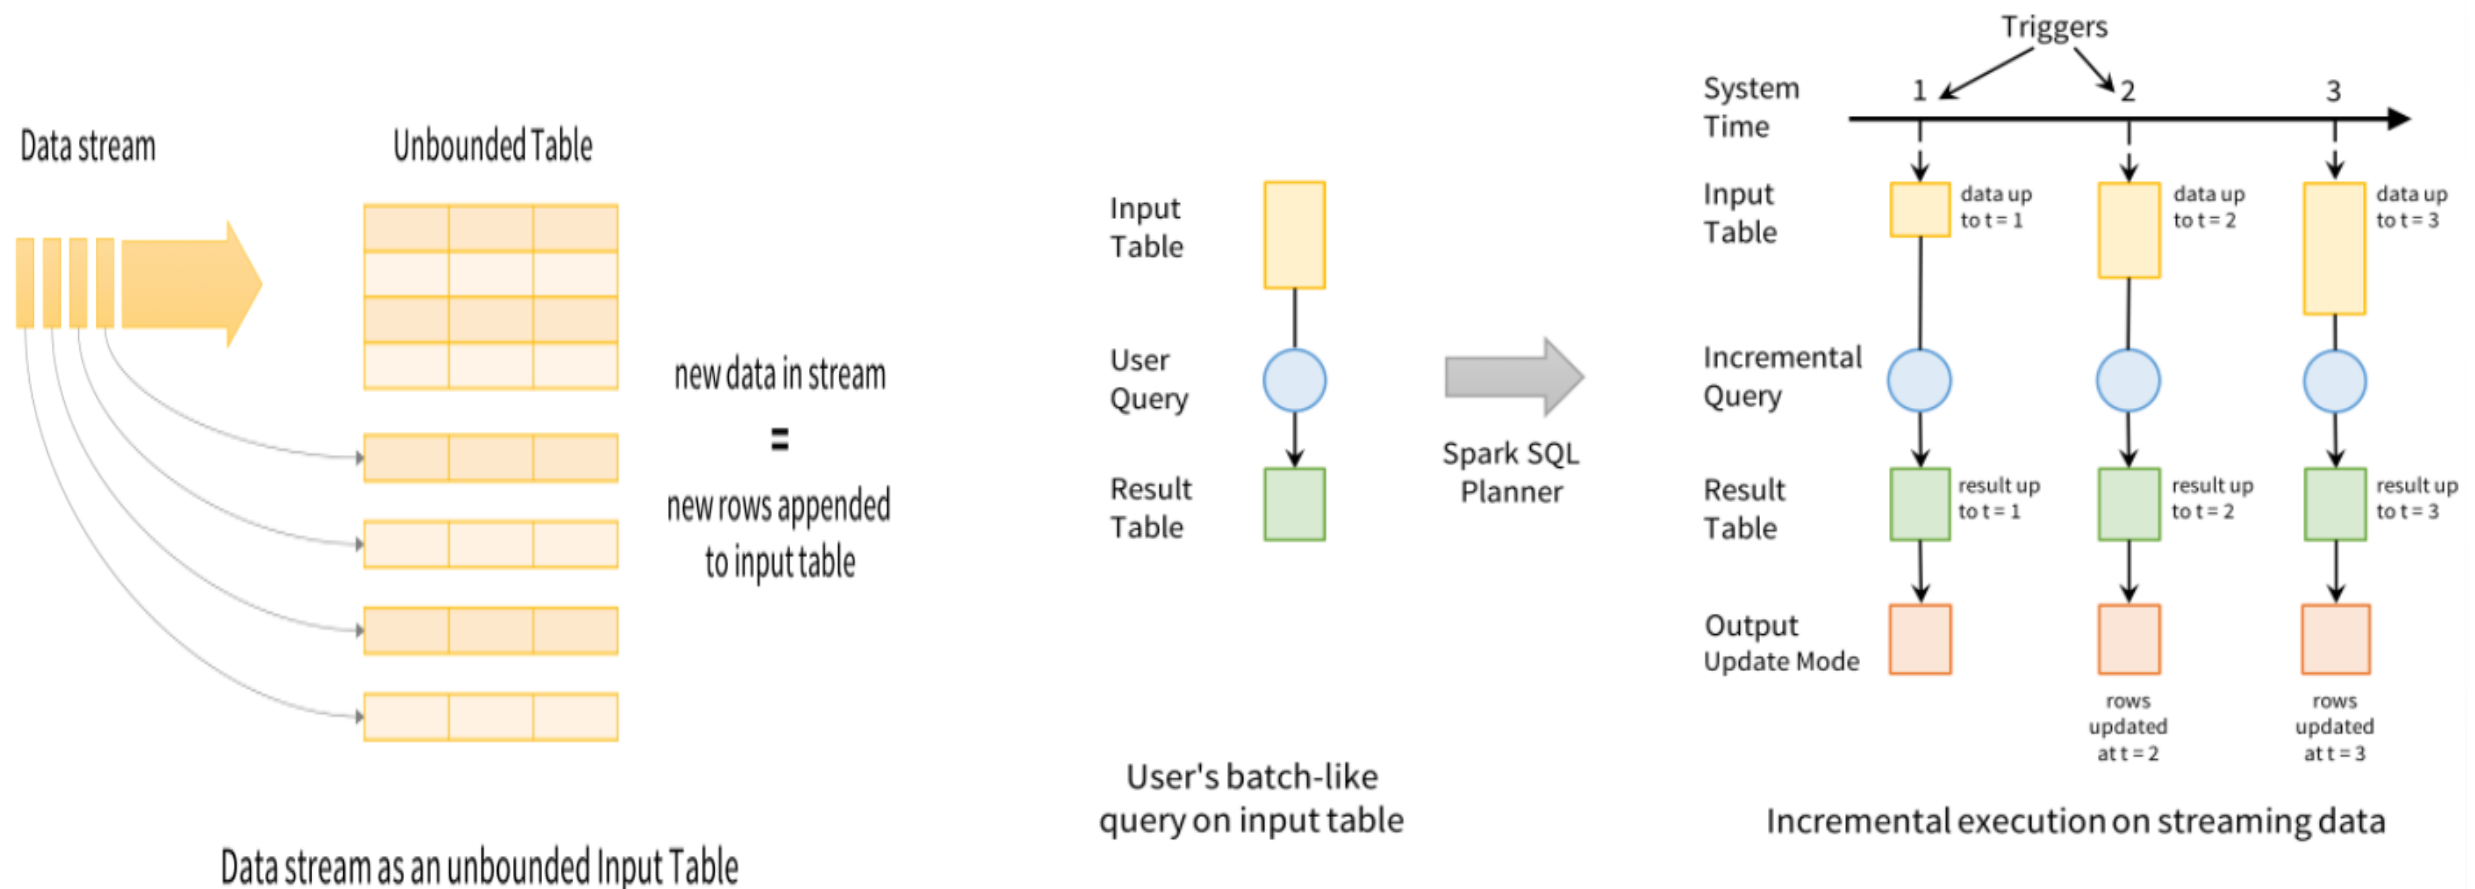 Data stream
Unbounded Table
new data in stream
=
new rows appended
to input table
Data stream as an unbounded Input Table
Input
Table
User
Query
Result
Table
User's batch-like
query on input table
Spark SQL
Planner
Triggers
System
Time
1
2
3
Input
Table
data up
to t = 1
data up
to t = 2
data up
to t = 3
Incremental
Query
Result
Table
result up
to t = 1
result up
to t = 2
result up
to t = 3
Output
Update Mode
rows
updated
at t = 2
rows
updated
at t = 3
Incremental execution on streaming data